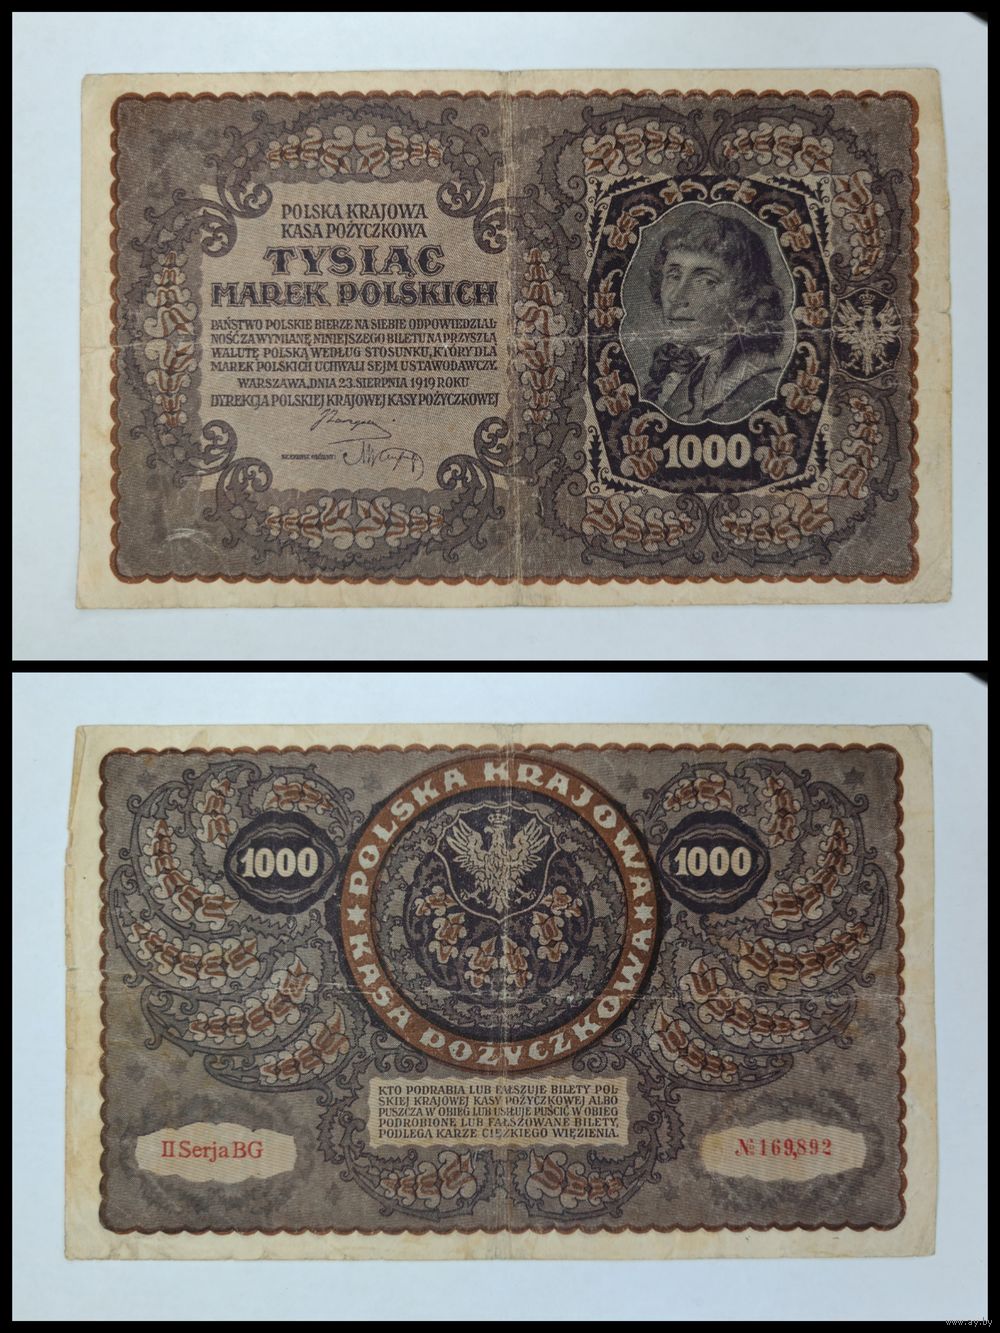 POLSKA KRAJOWA
KASA POŻYCZKOWA
TYSIĄC
MAREK POLSKICH
PAŃSTWO POLSKIE BIERZE NA SIEBIE ODPOWIEDZIAL
NOŚĆ ZA WYMIANĘ NINIEJSZEGO BILETU NA PRZYSZŁĄ
WALUTĘ POLSKĄ WEDŁUG STOSUNKU, KTÓRY DLA
MAREK POLSKICH UCHWALI SEJM USTAWODAWCZY.
WARSZAWA, DNIA 23. SIERPNIA 1919 ROKU
DYREKCJA POLSKIEJ KRAJOWEJ KASY POŻYCZKOWEJ
1000
POLSKA KRAJOWA
KASA POŻYCZKOWA
1000
1000
KTO PODRABIA LUB FAŁSZUJE BILETY POL-
SKIEJ KRAJOWEJ KASY POŻYCZKOWEJ ALBO
PUSZCZA W OBIEG LUB USIŁUJE PUŚCIĆ W OBIEG
PODROBIONE LUB FAŁSZOWANE BILETY,
PODLEGA KARZE CIĘŻKIEGO WIĘZIENIA.
II Serja BG
№ 169,892
www.ay.by